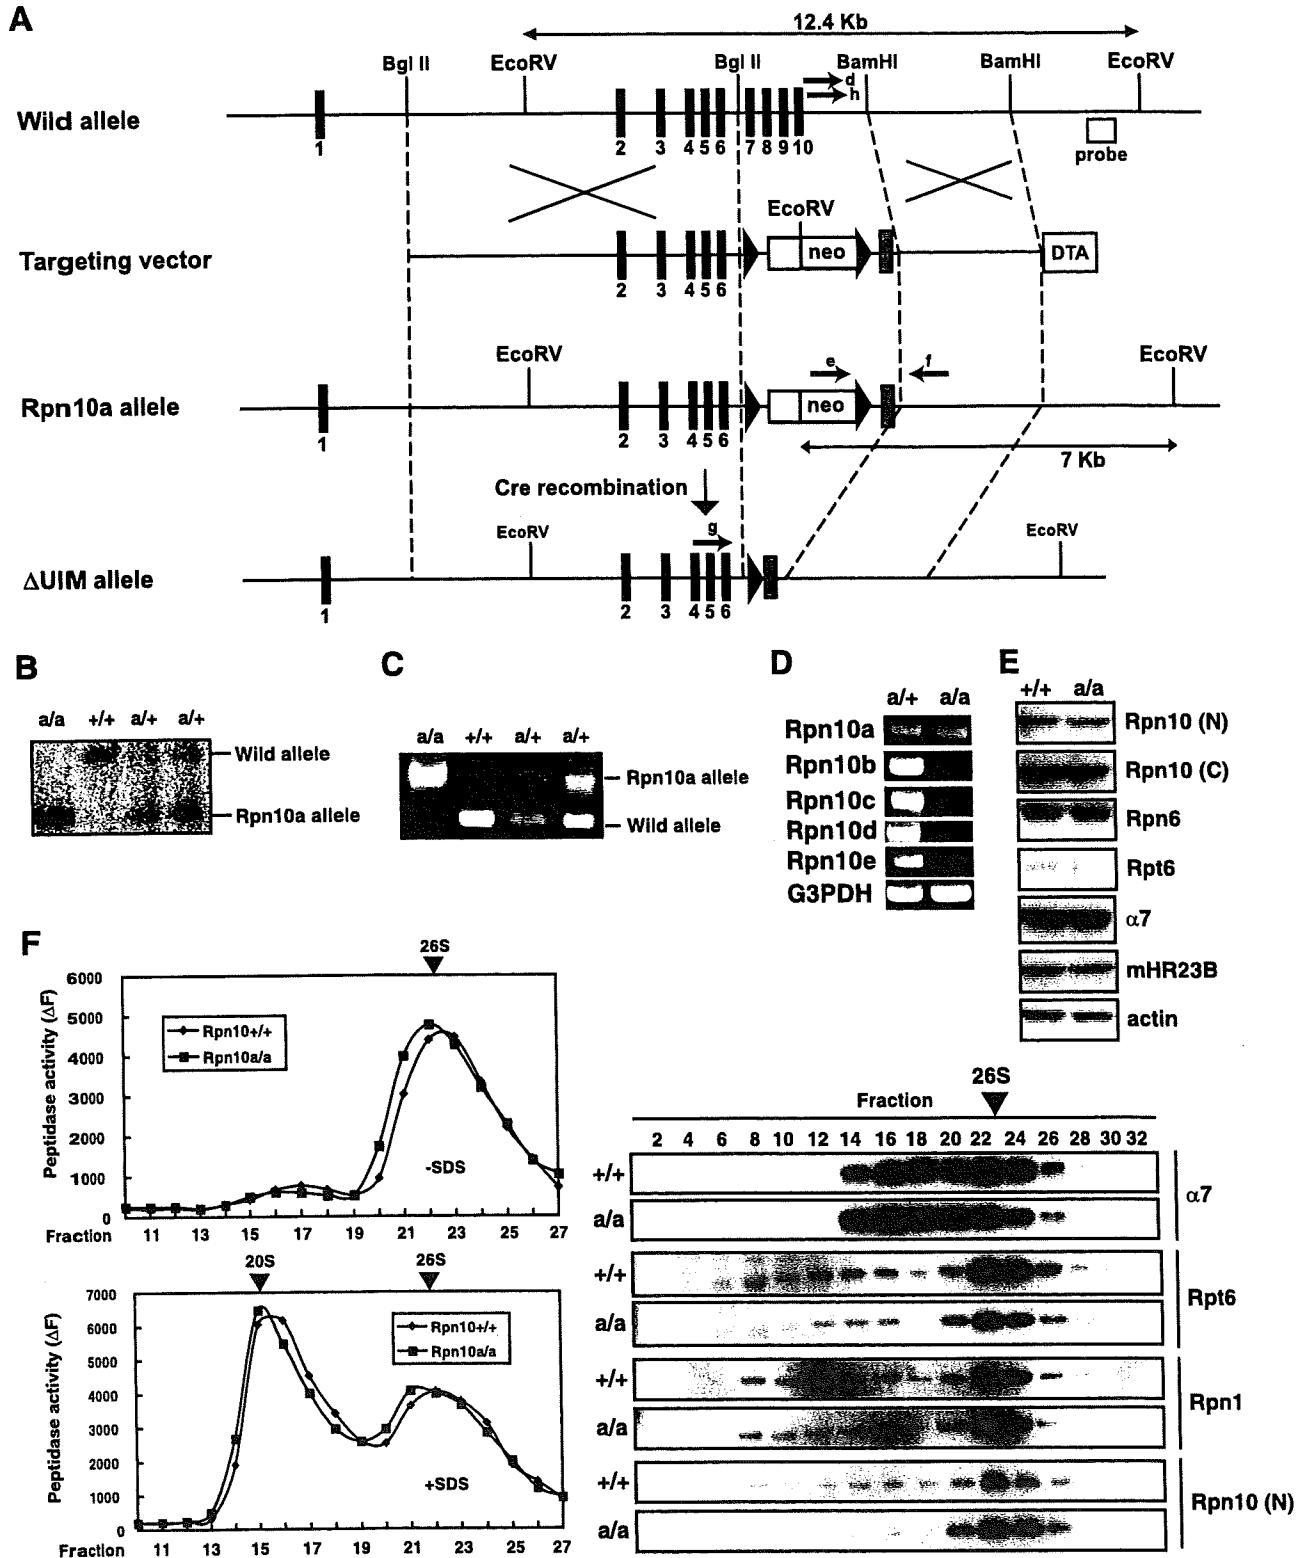 A
12.4 Kb
Bgl II EcoRV Bgl II BamHI BamHI EcoRV
d
h
Wild allele
1 2 3 4 5 6 7 8 9 10
probe
EcoRV
Targeting vector
neo
DTA
2 3 4 5 6
EcoRV EcoRV
e f
Rpn10a allele
neo
1 2 3 4 5 6
7 Kb
Cre recombination
g
EcoRV EcoRV
ΔUIM allele
1 2 3 4 5 6
B
a/a +/+ a/+ a/+
Wild allele
Rpn10a allele
C
a/a +/+ a/+ a/+
Rpn10a allele
Wild allele
D
a/+ a/a
Rpn10a
Rpn10b
Rpn10c
Rpn10d
Rpn10e
G3PDH
E
+/+ a/a
Rpn10 (N)
Rpn10 (C)
Rpn6
Rpt6
α7
mHR23B
actin
F
26S
Peptidase activity (ΔF)
6000
5000
4000
3000
2000
1000
0
Rpn10+/+
Rpn10a/a
-SDS
Fraction 11 13 15 17 19 21 23 25 27
20S 26S
Peptidase activity (ΔF)
7000
6000
5000
4000
3000
2000
1000
0
Rpn10+/+
Rpn10a/a
+SDS
Fraction 11 13 15 17 19 21 23 25 27
26S
Fraction
2 4 6 8 10 12 14 16 18 20 22 24 26 28 30 32
+/+
a/a
α7
+/+
a/a
Rpt6
+/+
a/a
Rpn1
+/+
a/a
Rpn10 (N)